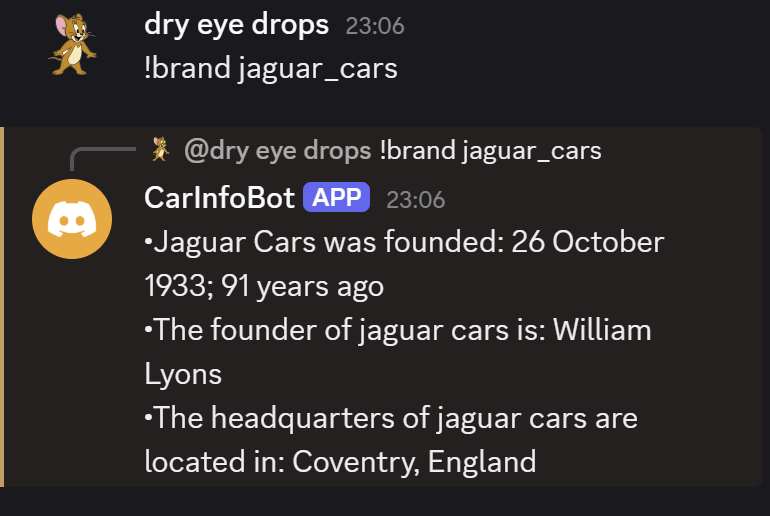 dry eye drops 23:06
!brand jaguar_cars
@dry eye drops !brand jaguar_cars
CarInfoBot APP 23:06
•Jaguar Cars was founded: 26 October
1933; 91 years ago
•The founder of jaguar cars is: William
Lyons
•The headquarters of jaguar cars are
located in: Coventry, England